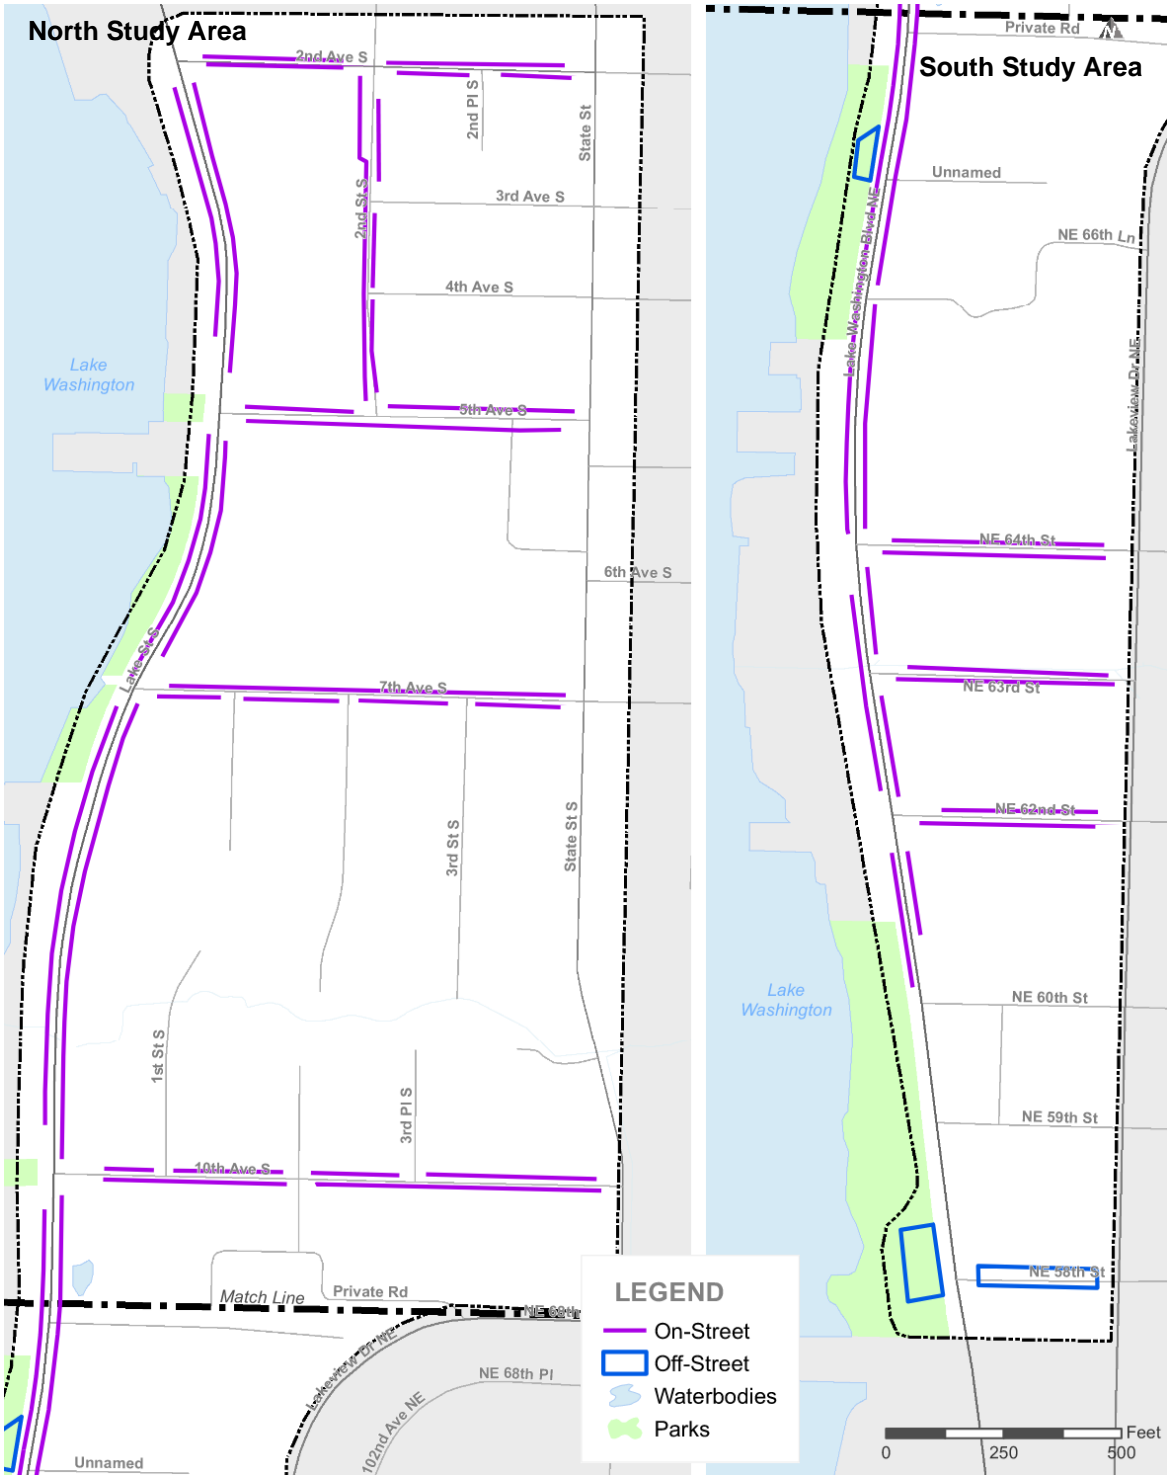 North Study Area
2nd Ave S
2nd Pl S
State St
2nd St S
3rd Ave S
4th Ave S
Lake
Washington
5th Ave S
6th Ave S
Lake St S
7th Ave S
3rd St S
State St S
1st St S
3rd Pl S
10th Ave S
Match Line
Private Rd
NE 68th
Lakeview Dr NE
NE 68th Pl
102nd Ave NE
Unnamed
Private Rd
N
South Study Area
Unnamed
Lake Washington Blvd NE
NE 66th Ln
Lakeview Dr NE
NE 64th St
NE 63rd St
NE 62nd St
Lake
Washington
NE 60th St
NE 59th St
NE 58th St
LEGEND
On-Street
Off-Street
Waterbodies
Parks
Feet
0 250 500